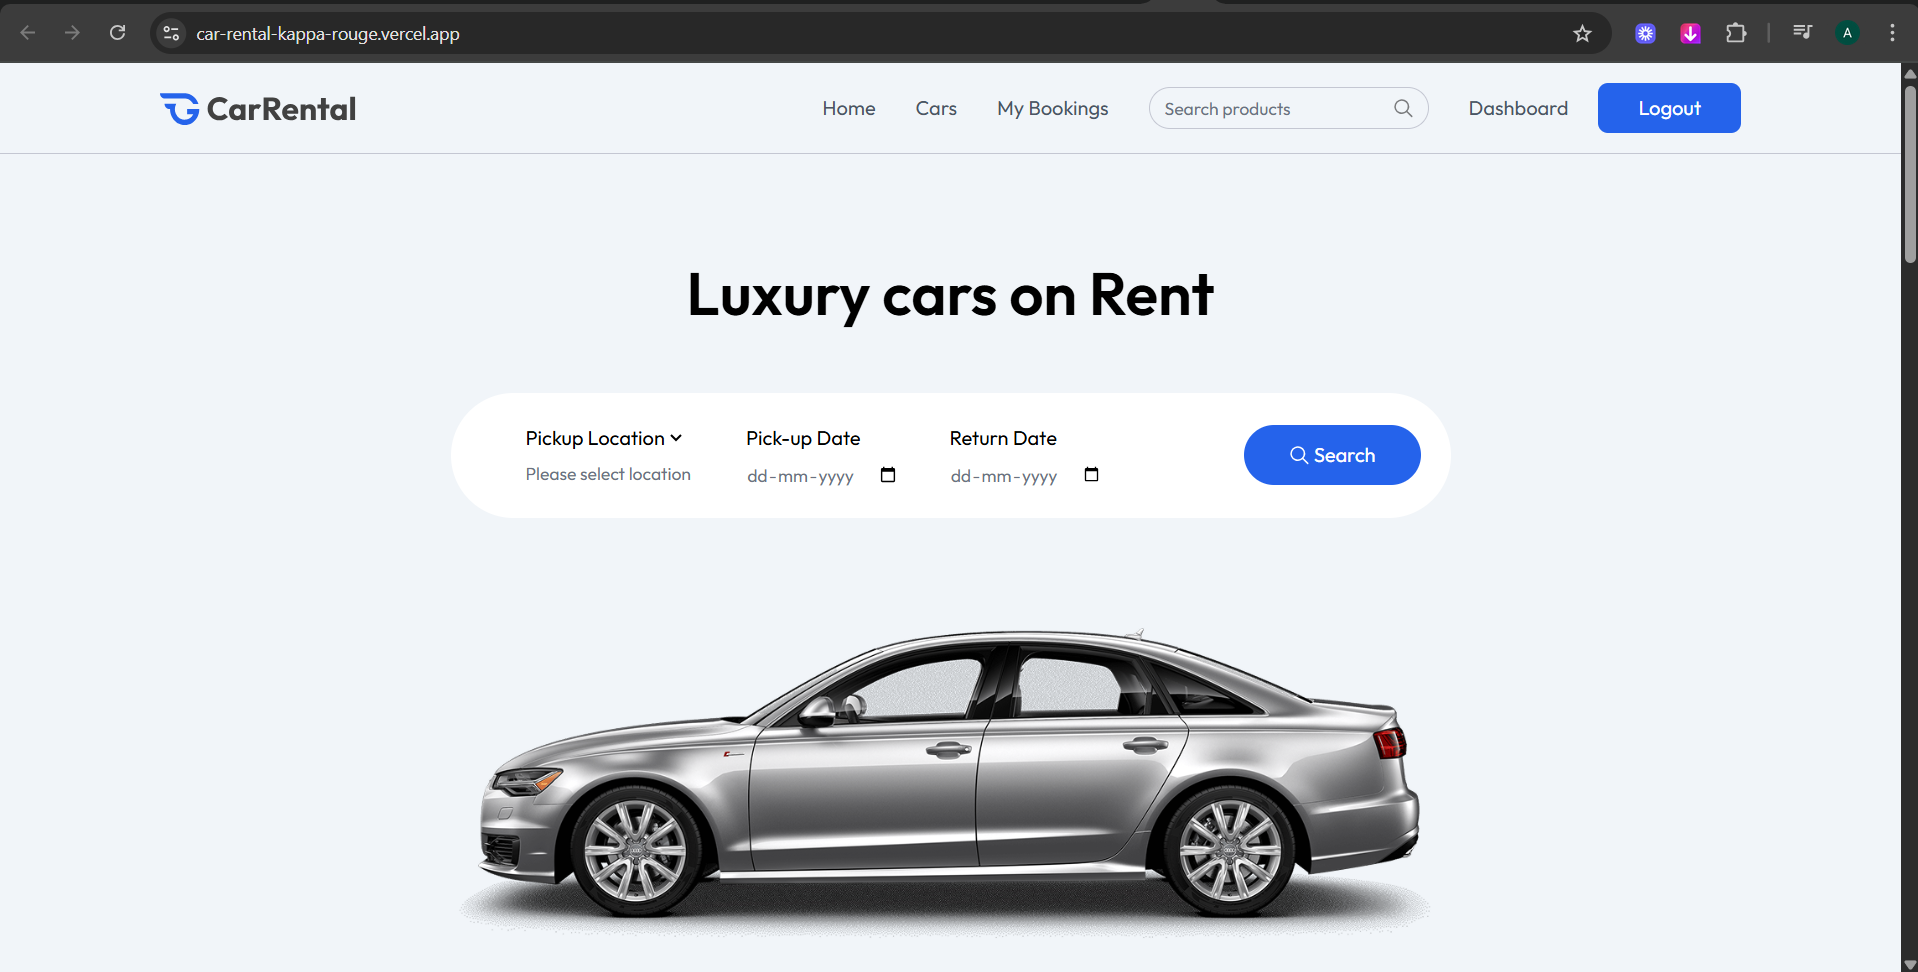 car-rental-kappa-rouge.vercel.app
A
CarRental
Home
Cars
My Bookings
Search products
Dashboard
Logout
Luxury cars on Rent
Pickup Location
Please select location
Pick-up Date
dd-mm-yyyy
Return Date
dd-mm-yyyy
Search